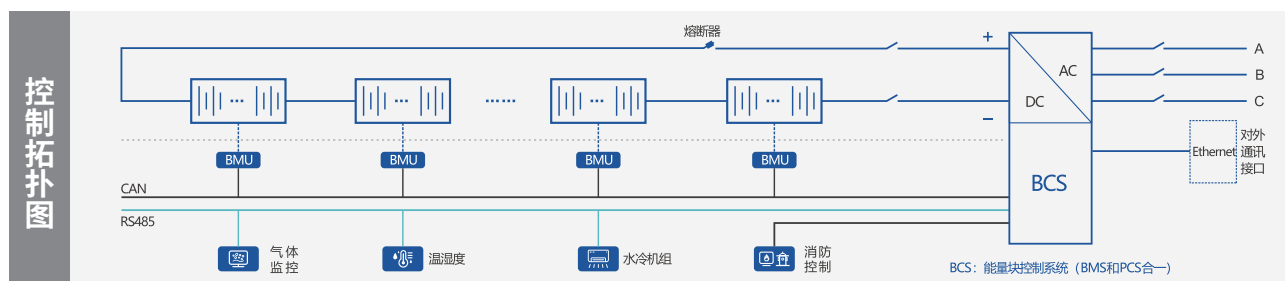 控制拓扑图
熔断器
+
AC
DC
−
A
B
C
BMU
BMU
BMU
BMU
CAN
RS485
BCS
Ethernet
对外
通讯
接口
气体
监控
温湿度
水冷机组
消防
控制
BCS：能量块控制系统（BMS和PCS合一）